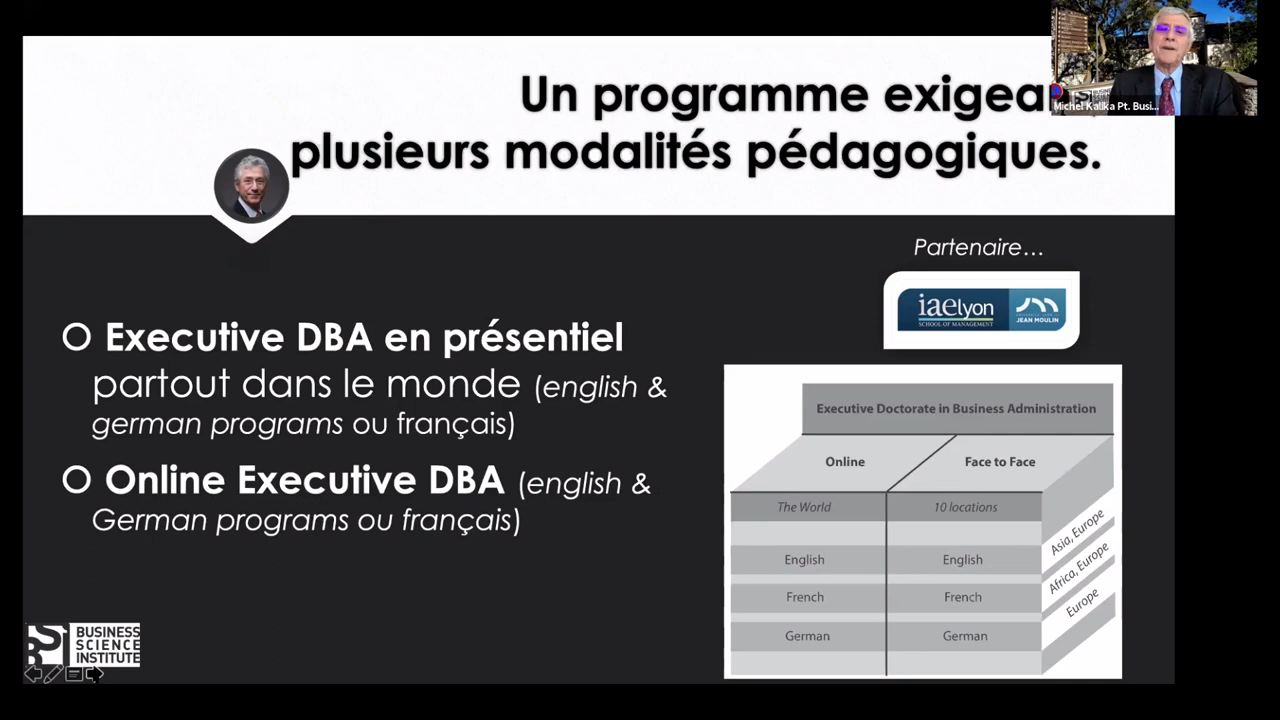 Un programme exigea
plusieurs modalités pédagogiques.
Michel Kalika Pt. Busi...
Partenaire...
iaelyon
SCHOOL OF MANAGEMENT
JEAN MOULIN
O Executive DBA en présentiel
partout dans le monde (english &
german programs ou français)
O Online Executive DBA (english &
German programs ou français)
Executive Doctorate in Business Administration
Online
Face to Face
The World
10 locations
English
English
Asia, Europe
French
French
Africa, Europe
German
German
Europe
BUSINESS
SCIENCE
INSTITUTE